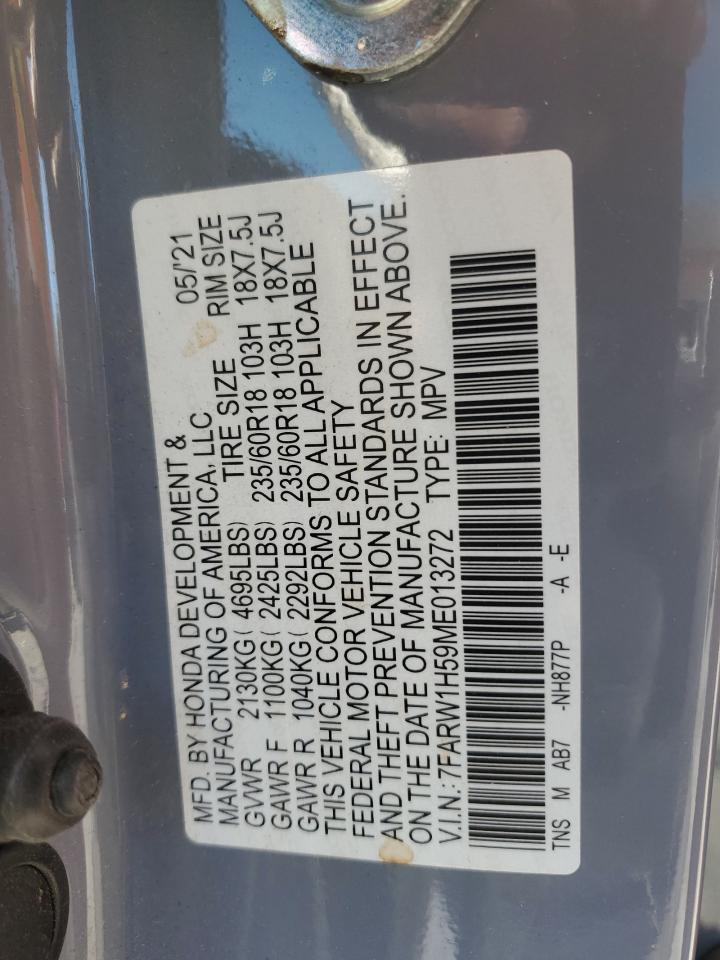 MFD. BY HONDA DEVELOPMENT & 05/'21
MANUFACTURING OF AMERICA, LLC
TIRE SIZE RIM SIZE
GVWR 2130KG( 4695LBS)
GAWR F 1100KG( 2425LBS) 235/60R18 103H 18X7.5J
GAWR R 1040KG( 2292LBS) 235/60R18 103H 18X7.5J
THIS VEHICLE CONFORMS TO ALL APPLICABLE
FEDERAL MOTOR VEHICLE SAFETY
AND THEFT PREVENTION STANDARDS IN EFFECT
ON THE DATE OF MANUFACTURE SHOWN ABOVE.
V.I.N.: 7FARW1H59ME013272 TYPE: MPV
TNS M AB7 -NH877P -A -E